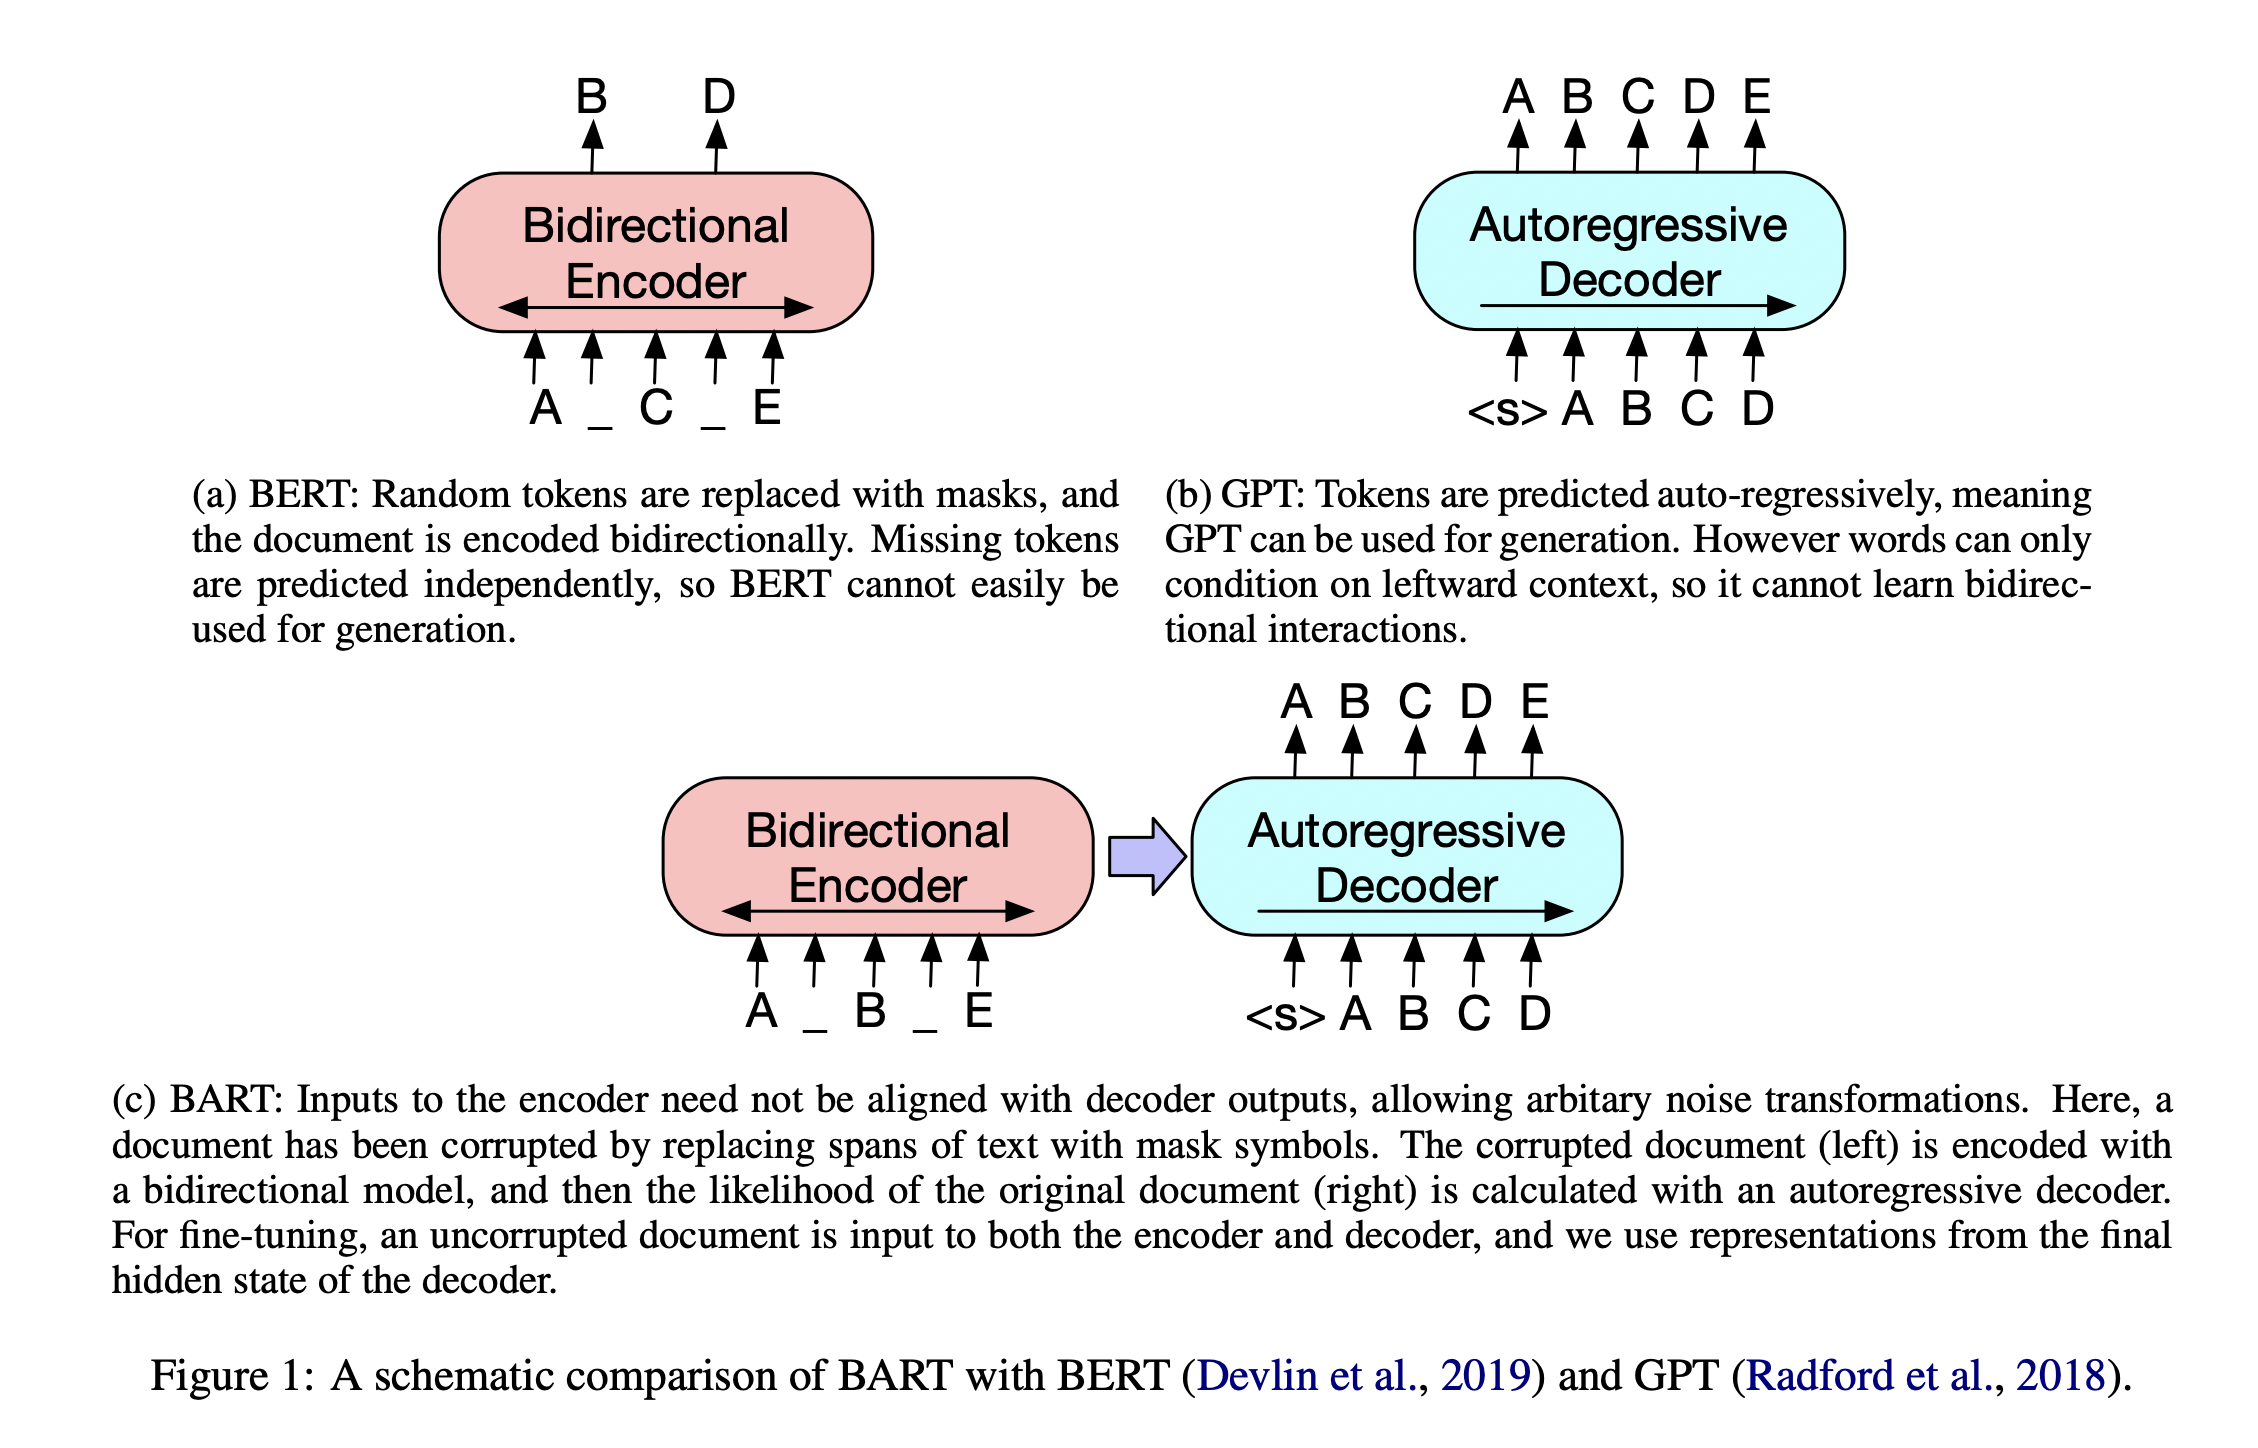 B D
Bidirectional
Encoder
A _ C _ E
A B C D E
Autoregressive
Decoder
<s> A B C D
(a) BERT: Random tokens are replaced with masks, and
the document is encoded bidirectionally. Missing tokens
are predicted independently, so BERT cannot easily be
used for generation.
(b) GPT: Tokens are predicted auto-regressively, meaning
GPT can be used for generation. However words can only
condition on leftward context, so it cannot learn bidirec-
tional interactions.
Bidirectional
Encoder
A _ B _ E
A B C D E
Autoregressive
Decoder
<s> A B C D
(c) BART: Inputs to the encoder need not be aligned with decoder outputs, allowing arbitary noise transformations. Here, a
document has been corrupted by replacing spans of text with mask symbols. The corrupted document (left) is encoded with
a bidirectional model, and then the likelihood of the original document (right) is calculated with an autoregressive decoder.
For fine-tuning, an uncorrupted document is input to both the encoder and decoder, and we use representations from the final
hidden state of the decoder.
Figure 1: A schematic comparison of BART with BERT (Devlin et al., 2019) and GPT (Radford et al., 2018).